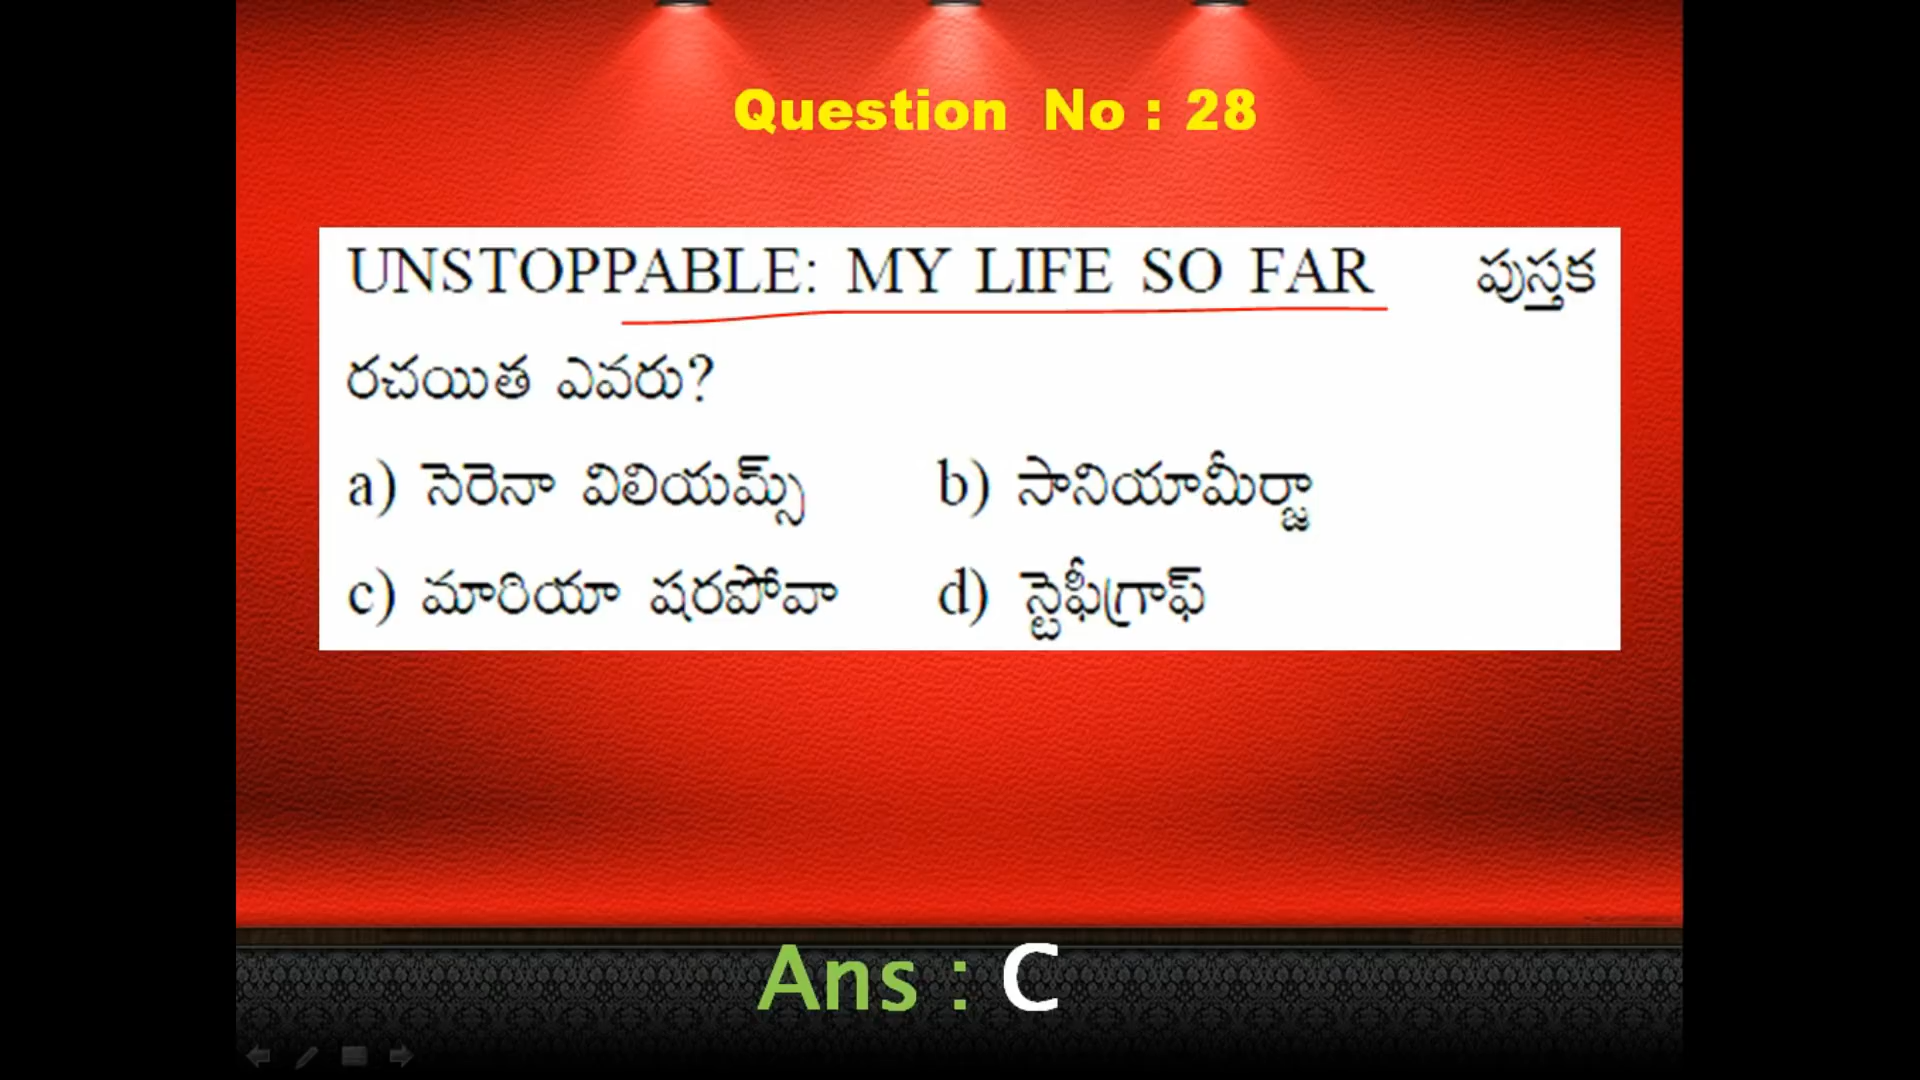 Question No : 28
UNSTOPPABLE: MY LIFE SO FAR పుస్తక
రచయిత ఎవరు?
a) సెరెనా విలియమ్స్ b) సానియామీర్జా
c) మారియా షరపోవా d) స్టెఫీగ్రాఫ్
Ans : C